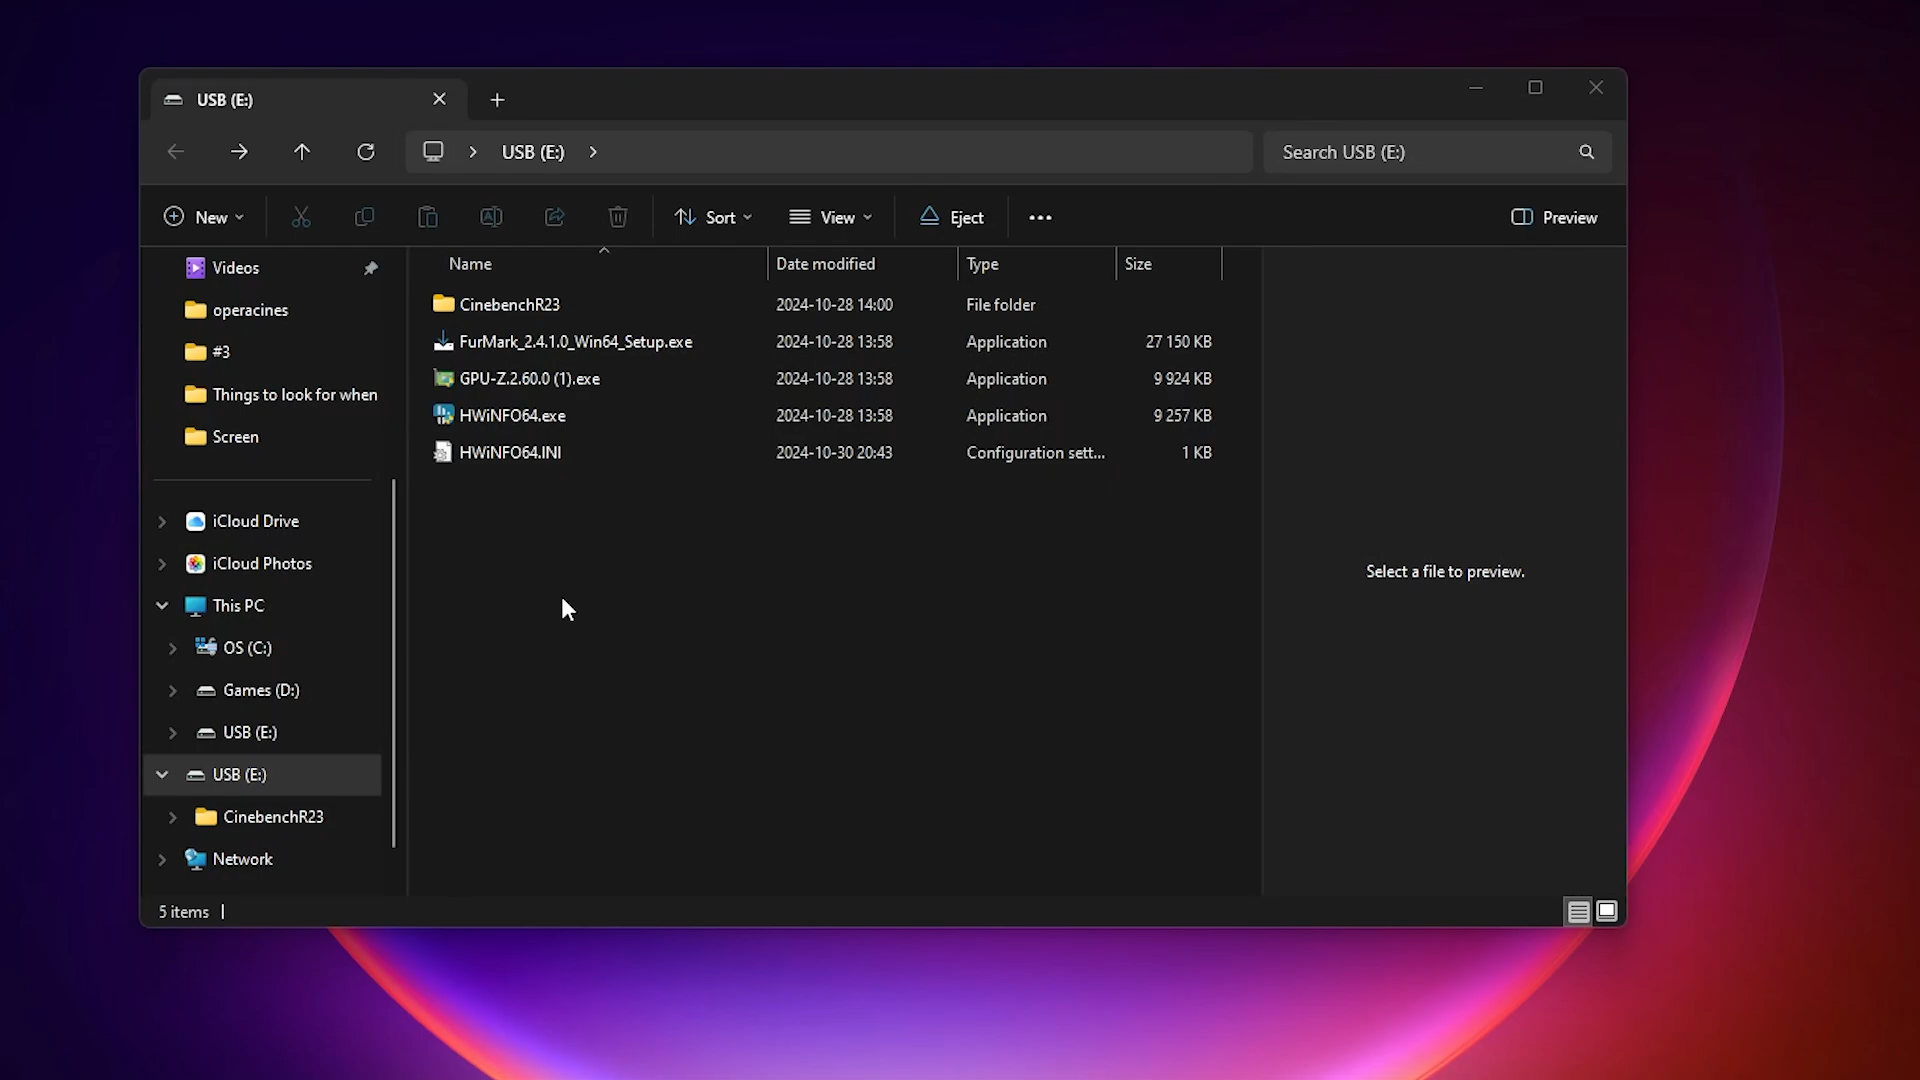 USB (E:)
USB (E:)
Search USB (E:)
New
Sort
View
Eject
Preview
Videos
operacines
#3
Things to look for when
Screen
iCloud Drive
iCloud Photos
This PC
OS (C:)
Games (D:)
USB (E:)
USB (E:)
CinebenchR23
Network
Name Date modified Type Size
CinebenchR23 2024-10-28 14:00 File folder
FurMark_2.4.1.0_Win64_Setup.exe 2024-10-28 13:58 Application 27 150 KB
GPU-Z.2.60.0 (1).exe 2024-10-28 13:58 Application 9 924 KB
HWiNFO64.exe 2024-10-28 13:58 Application 9 257 KB
HWiNFO64.INI 2024-10-30 20:43 Configuration sett... 1 KB
Select a file to preview.
5 items